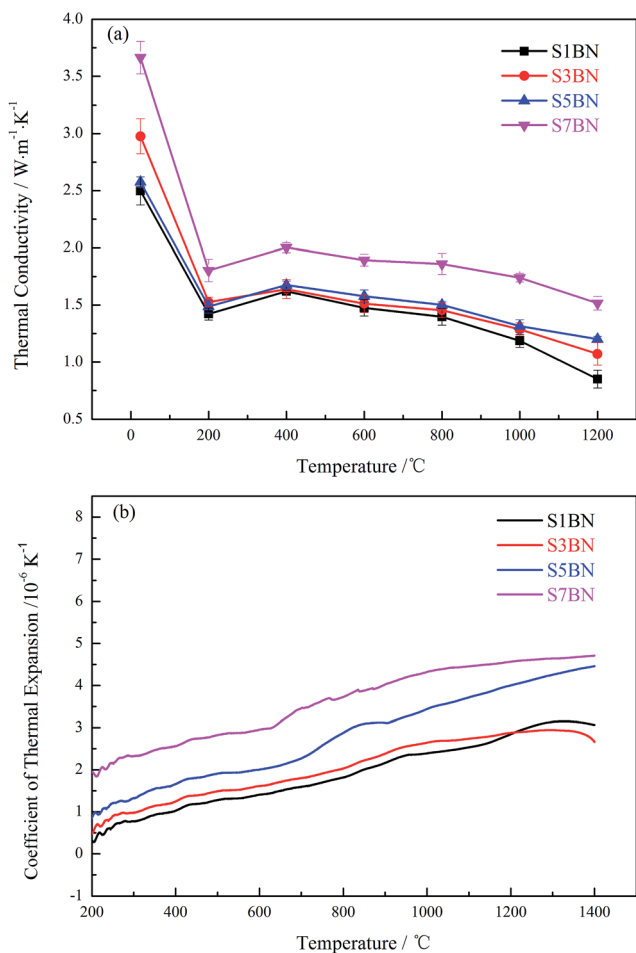 (a)
S1BN
S3BN
S5BN
S7BN
4.0
3.5
3.0
2.5
2.0
1.5
1.0
0.5
Thermal Conductivity / W·m⁻¹·K⁻¹
0 200 400 600 800 1000 1200
Temperature /℃
(b)
S1BN
S3BN
S5BN
S7BN
8
7
6
5
4
3
2
1
0
-1
Coefficient of Thermal Expansion /10⁻⁶ K⁻¹
200 400 600 800 1000 1200 1400
Temperature / ℃